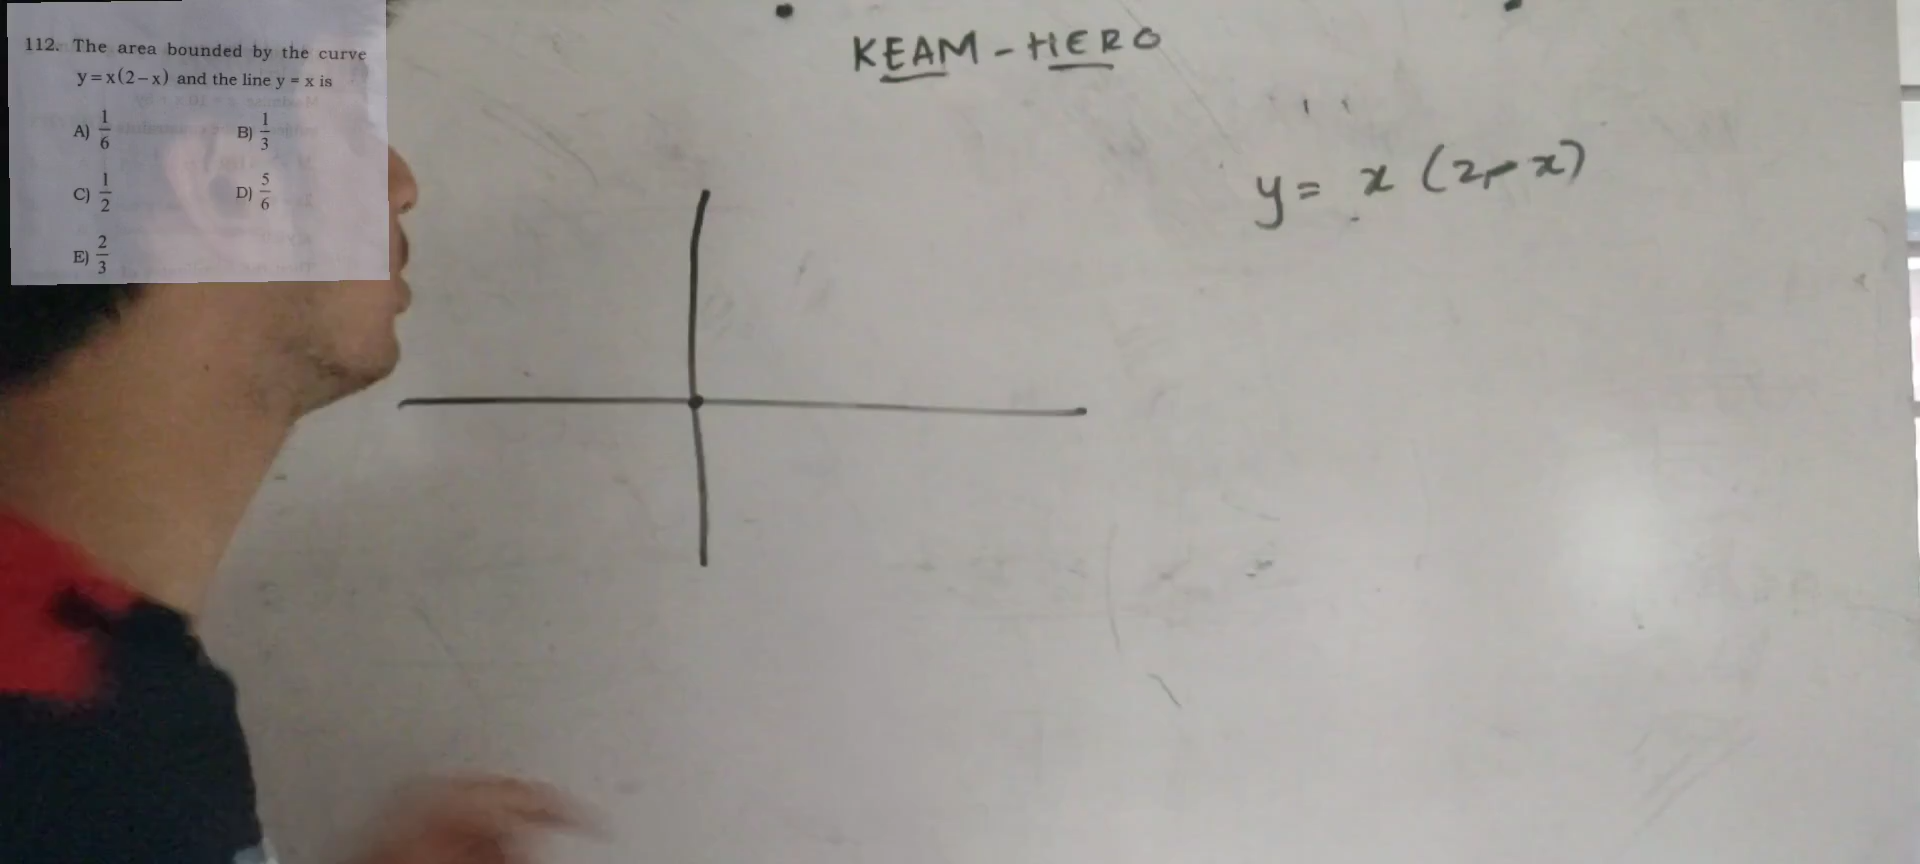 112. The area bounded by the curve
y=x(2−x) and the line y = x is
A) 1/6 B) 1/3
C) 1/2 D) 5/6
E) 2/3
KEAM - HERO
y = x (2 - x)